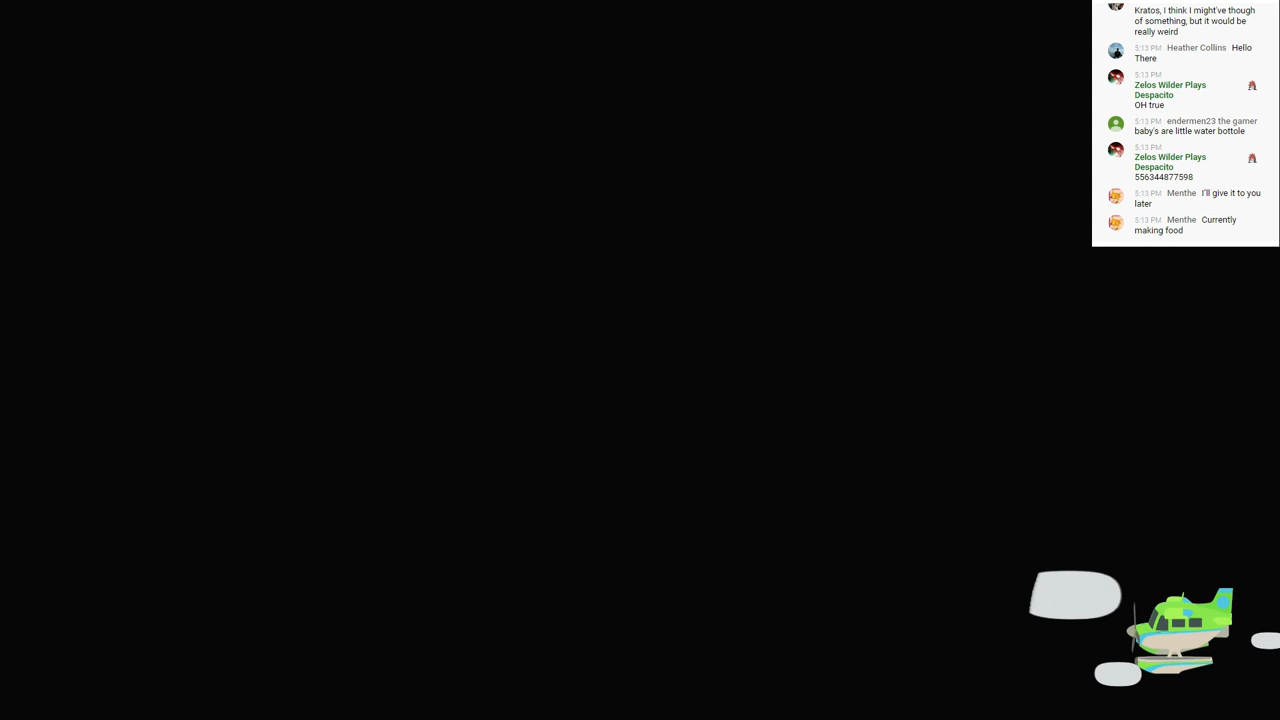 Kratos, I think I might've though
of something, but it would be
really weird
5:13 PM Heather Collins Hello
There
5:13 PM
Zelos Wilder Plays
Despacito
OH true
5:13 PM endermen23 the gamer
baby's are little water bottole
5:13 PM
Zelos Wilder Plays
Despacito
556344877598
5:13 PM Menthe I'll give it to you
later
5:13 PM Menthe Currently
making food